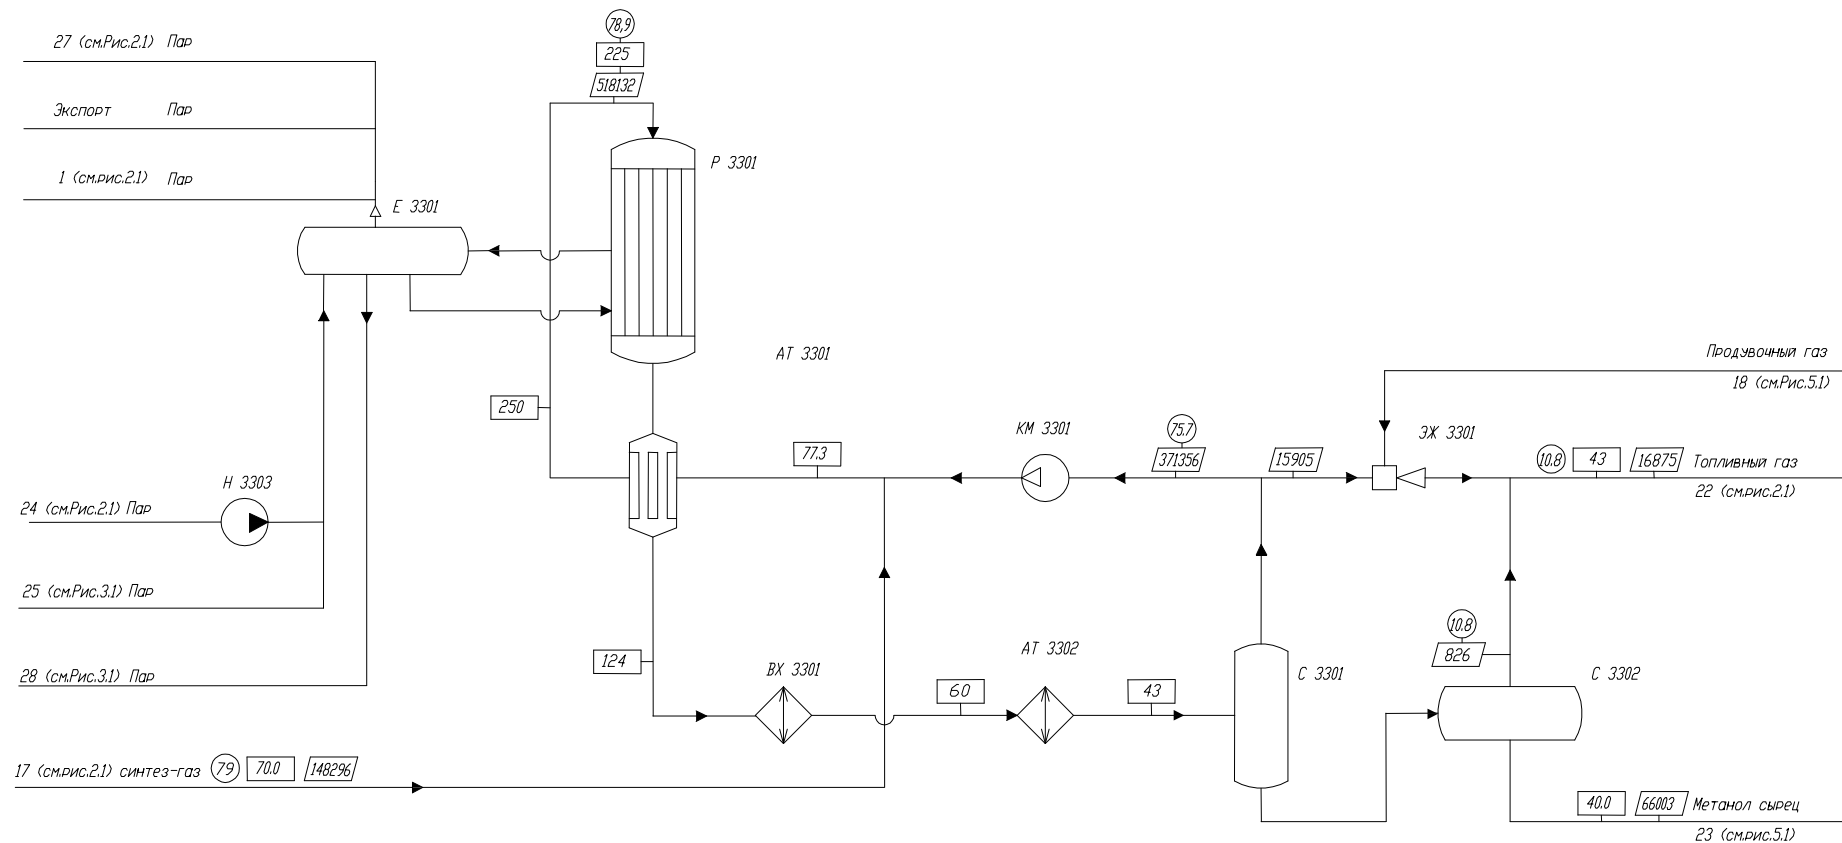 78,9
27 (см.Рис.2.1) Пар
225
518132
Экспорт Пар
Р 3301
1 (см.рис.2.1) Пар
Е 3301
АТ 3301
Продувочный газ
18 (см.Рис.5.1)
250
КМ 3301
75.7
ЭЖ 3301
77,3
371356
15905
10.8
43
16875
Топливный газ
22 (см.рис.2.1)
Н 3303
24 (см.Рис.2.1) Пар
25 (см.Рис.3.1) Пар
10.8
826
124
ВХ 3301
АТ 3302
С 3301
С 3302
28 (см.Рис.3.1) Пар
60
43
17 (см.рис.2.1) синтез-газ
79
70.0
148296
40.0
66003
Метанол сырец
23 (см.рис.5.1)